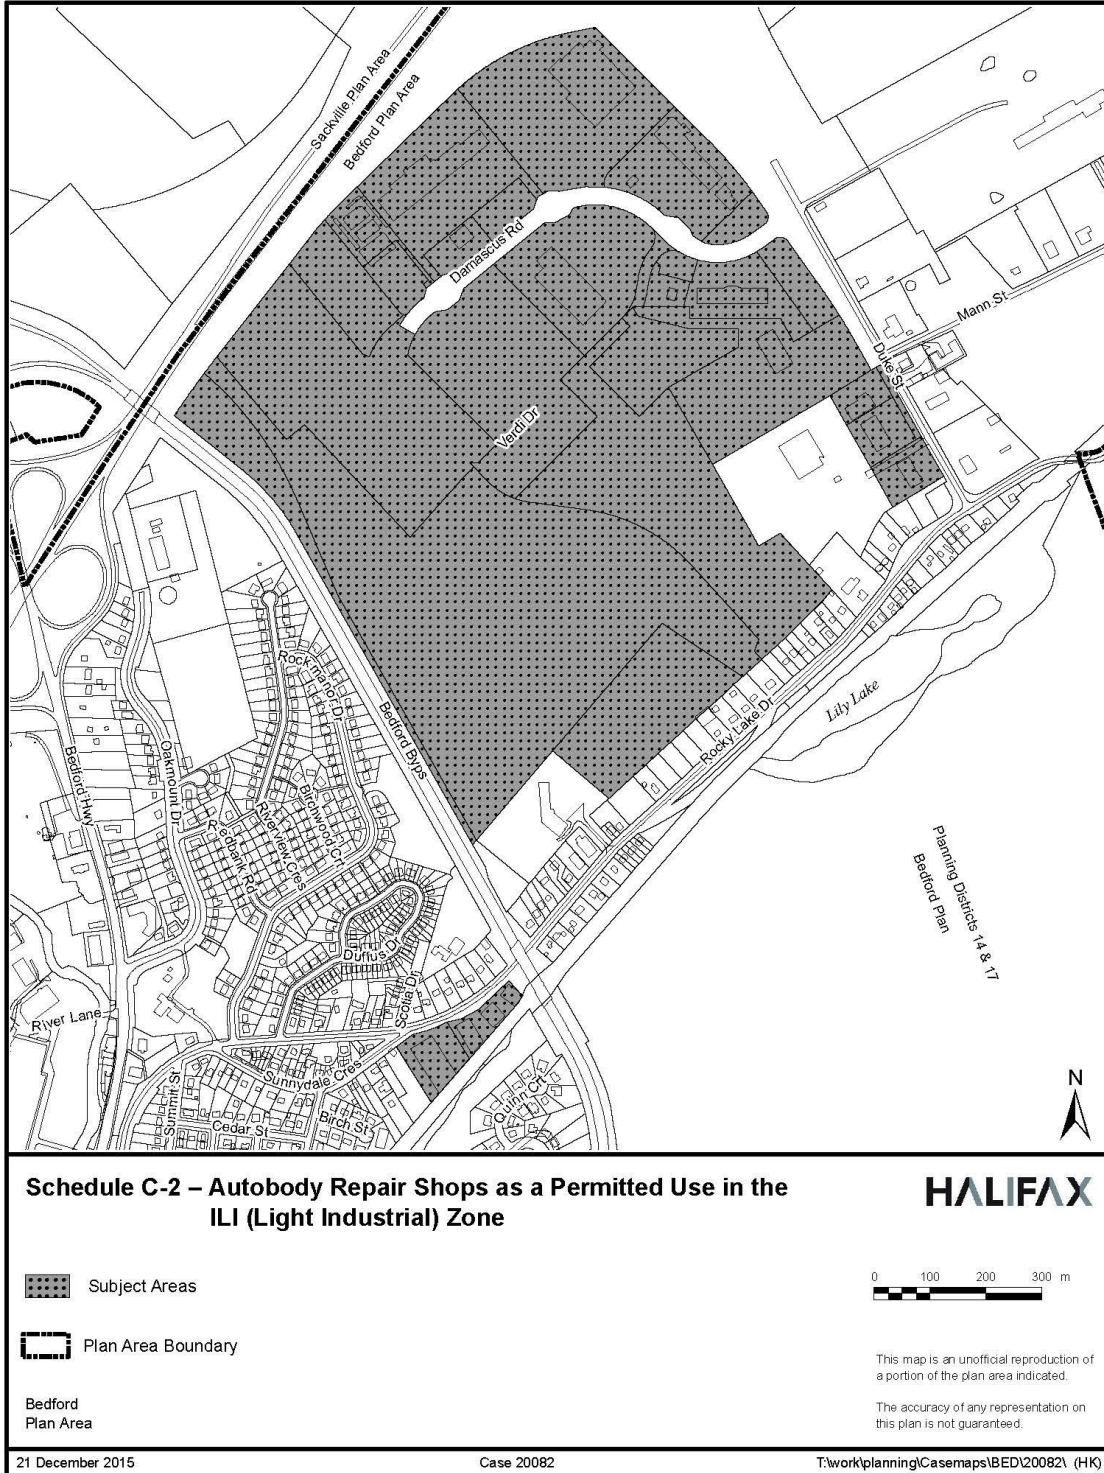 Sackville Plan Area
Bedford Plan Area
Damascus Rd
Mann St
Duke St
Verdi Dr
Rockmanor Dr
Bedford Byps
Rocky Lake Dr
Lily Lake
Bedford Hwy
Oakmount Dr
Redbank Rd
Riverview Cres
Birchwood Crt
Planning Districts 14 & 17
Bedford Plan
Duffus Dr
Scotia Dr
River Lane
Sunnydale Cres
Summit St
Cedar St
Birch St
Quinn Crt
N
Schedule C-2 – Autobody Repair Shops as a Permitted Use in the
ILI (Light Industrial) Zone
HALIFAX
Subject Areas
0 100 200 300 m
Plan Area Boundary
This map is an unofficial reproduction of
a portion of the plan area indicated.
Bedford
Plan Area
The accuracy of any representation on
this plan is not guaranteed.
21 December 2015 Case 20082 T:\work\planning\Casemaps\BED\20082\ (HK)